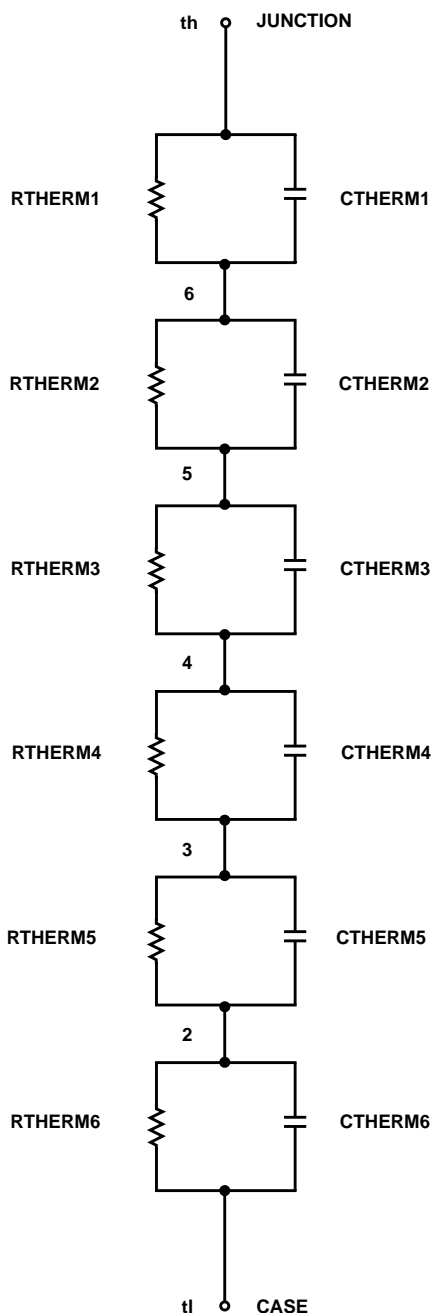 th JUNCTION
RTHERM1 CTHERM1
6
RTHERM2 CTHERM2
5
RTHERM3 CTHERM3
4
RTHERM4 CTHERM4
3
RTHERM5 CTHERM5
2
RTHERM6 CTHERM6
tl CASE